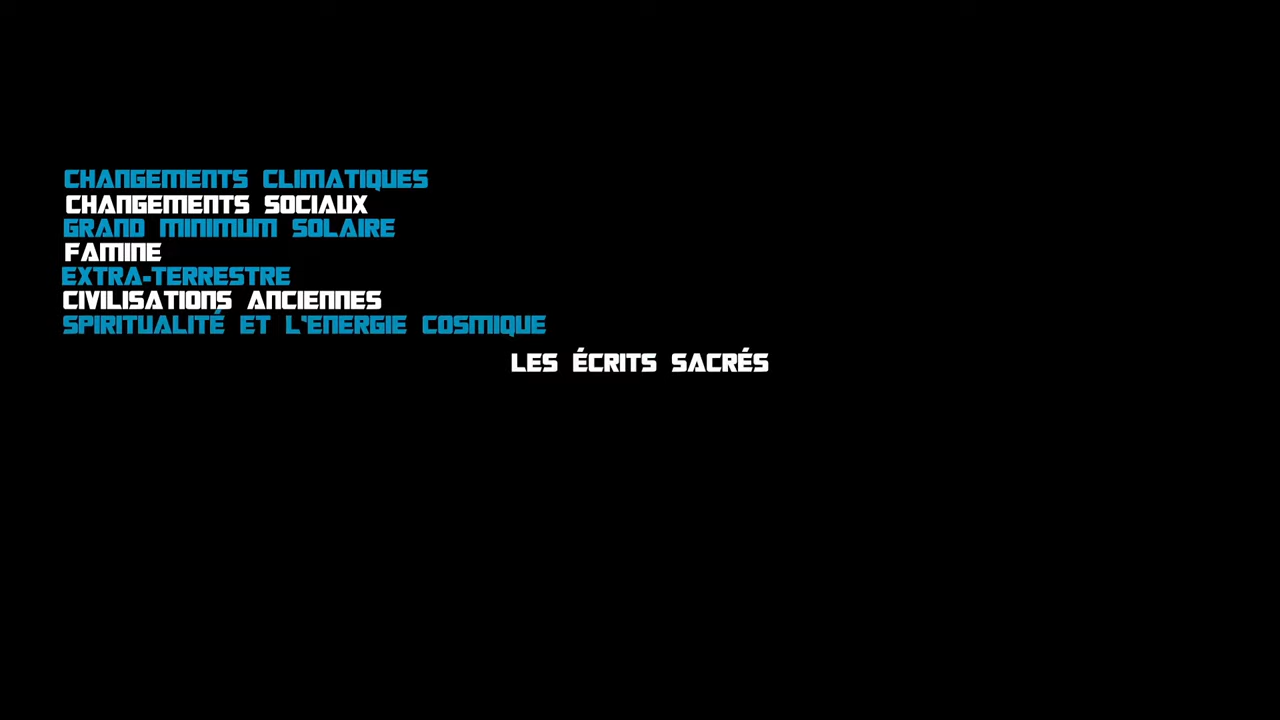 CHANGEMENTS CLIMATIQUES
CHANGEMENTS SOCIAUX
GRAND MINIMUM SOLAIRE
FAMINE
EXTRA-TERRESTRE
CIVILISATIONS ANCIENNES
SPIRITUALITÉ ET L'ENERGIE COSMIQUE
LES ÉCRITS SACRÉS